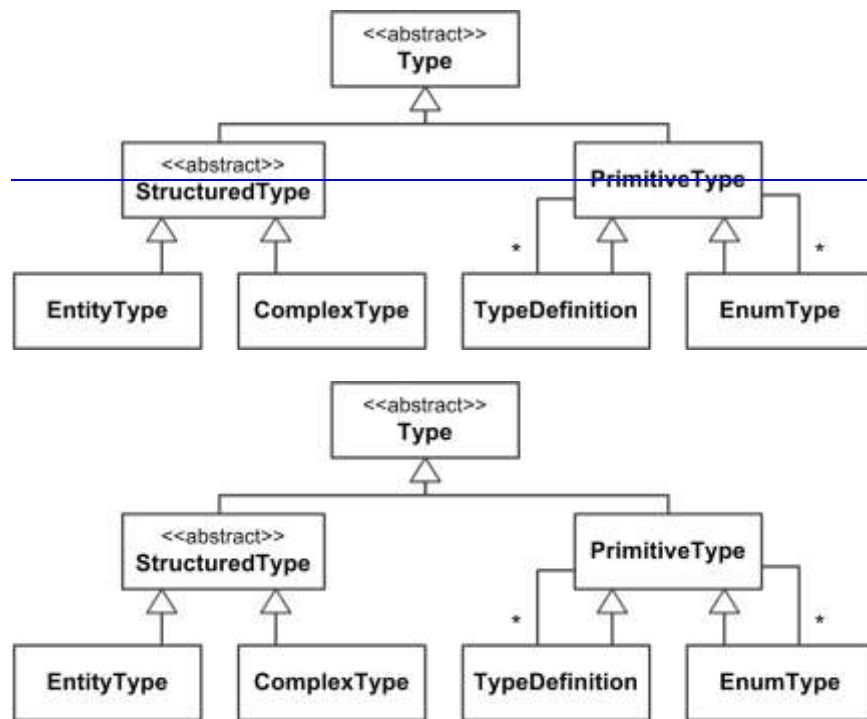 <<abstract>>
Type
<<abstract>>
StructuredType
PrimitiveType
* *
EntityType ComplexType TypeDefinition EnumType
<<abstract>>
Type
<<abstract>>
StructuredType
PrimitiveType
* *
EntityType ComplexType TypeDefinition EnumType